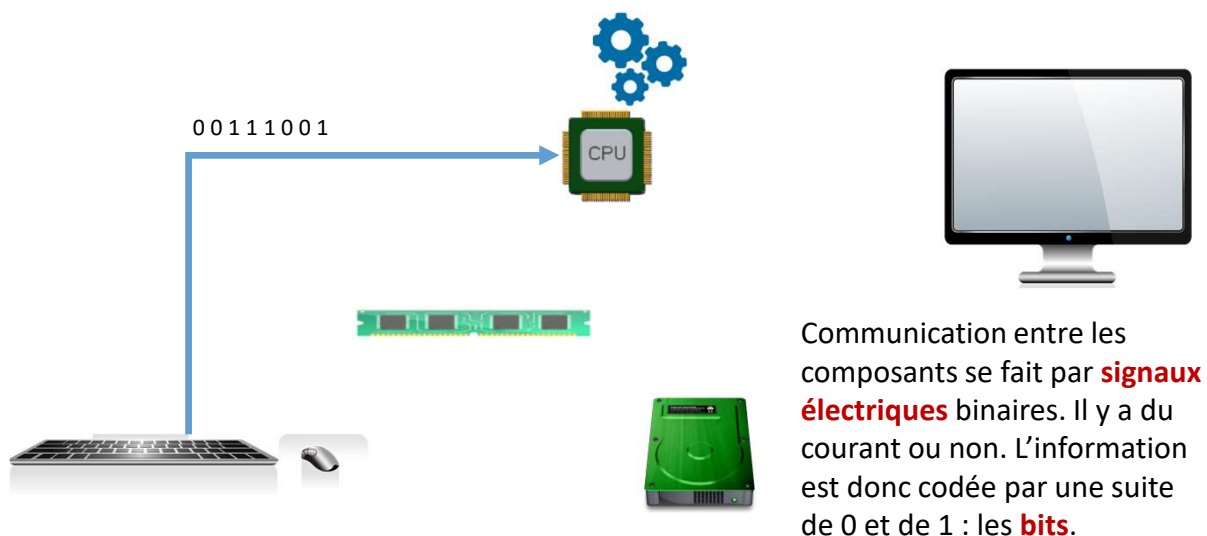 0 0 1 1 1 0 0 1
CPU
Communication entre les
composants se fait par signaux
électriques binaires. Il y a du
courant ou non. L’information
est donc codée par une suite
de 0 et de 1 : les bits.